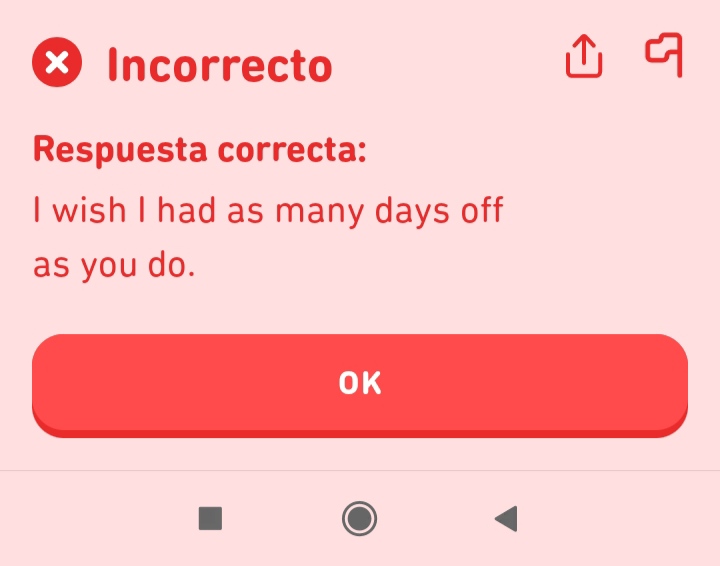 Incorrecto
Respuesta correcta:
I wish I had as many days off
as you do.
OK